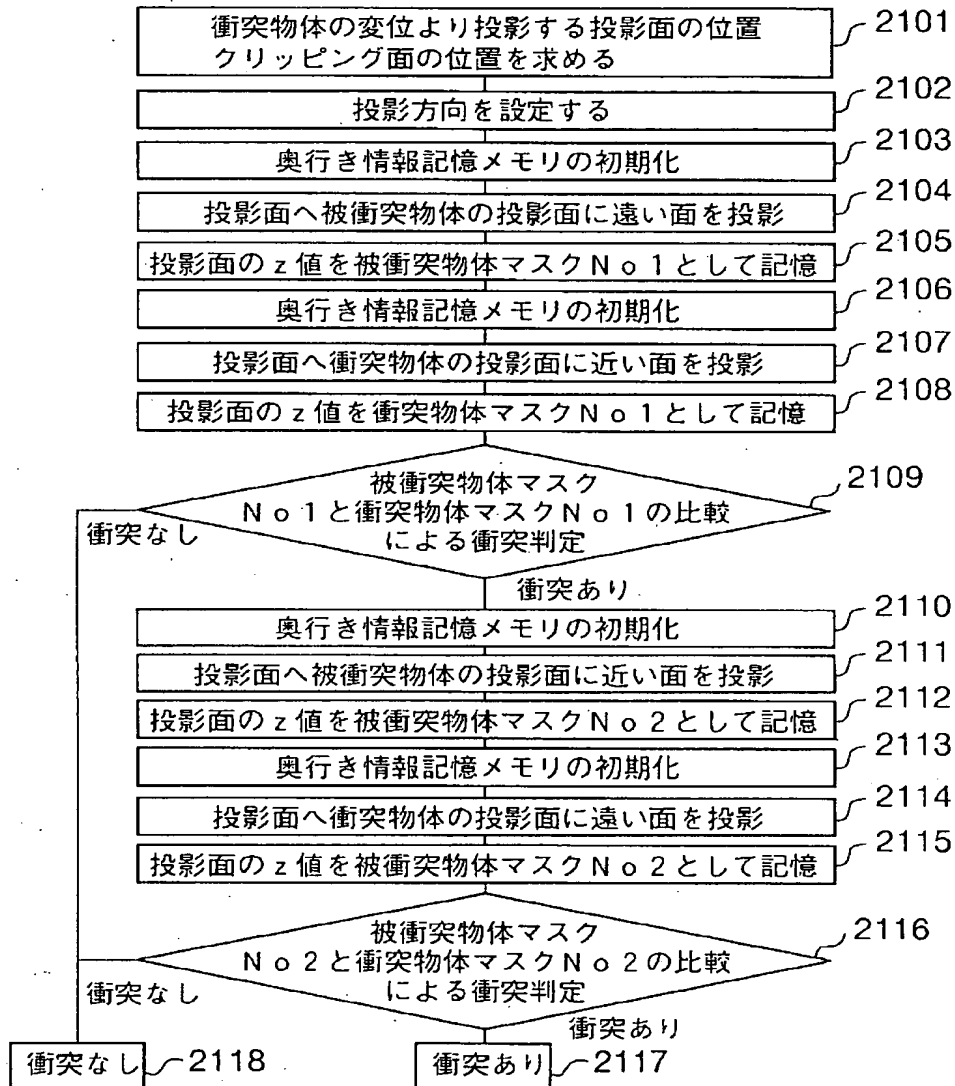 衝突物体の変位より投影する投影面の位置
クリッピング面の位置を求める
2101
投影方向を設定する
2102
奥行き情報記憶メモリの初期化
2103
投影面へ被衝突物体の投影面に遠い面を投影
2104
投影面のz値を被衝突物体マスクNo1として記憶
2105
奥行き情報記憶メモリの初期化
2106
投影面へ衝突物体の投影面に近い面を投影
2107
投影面のz値を衝突物体マスクNo1として記憶
2108
被衝突物体マスク
No1と衝突物体マスクNo1の比較
による衝突判定
2109
衝突なし
衝突あり
奥行き情報記憶メモリの初期化
2110
投影面へ被衝突物体の投影面に近い面を投影
2111
投影面のz値を被衝突物体マスクNo2として記憶
2112
奥行き情報記憶メモリの初期化
2113
投影面へ衝突物体の投影面に遠い面を投影
2114
投影面のz値を被衝突物体マスクNo2として記憶
2115
被衝突物体マスク
No2と衝突物体マスクNo2の比較
による衝突判定
2116
衝突なし
衝突あり
衝突なし
2118
衝突あり
2117